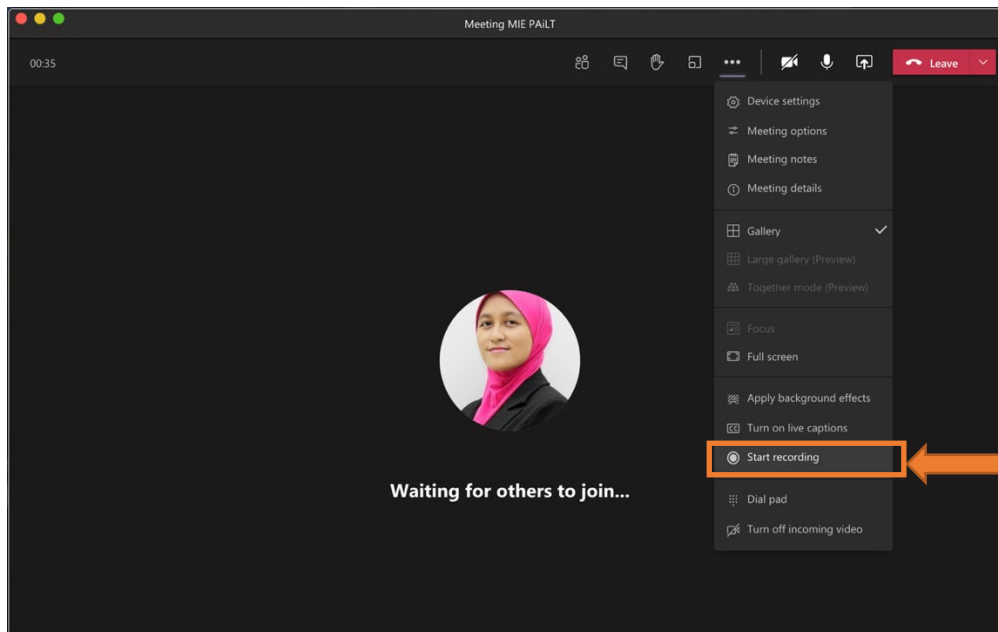 Meeting MIE PAiLT
00:35
Leave
Device settings
Meeting options
Meeting notes
Meeting details
Gallery
Large gallery (Preview)
Together mode (Preview)
Focus
Full screen
Apply background effects
CC Turn on live captions
Start recording
Waiting for others to join...
Dial pad
Turn off incoming video